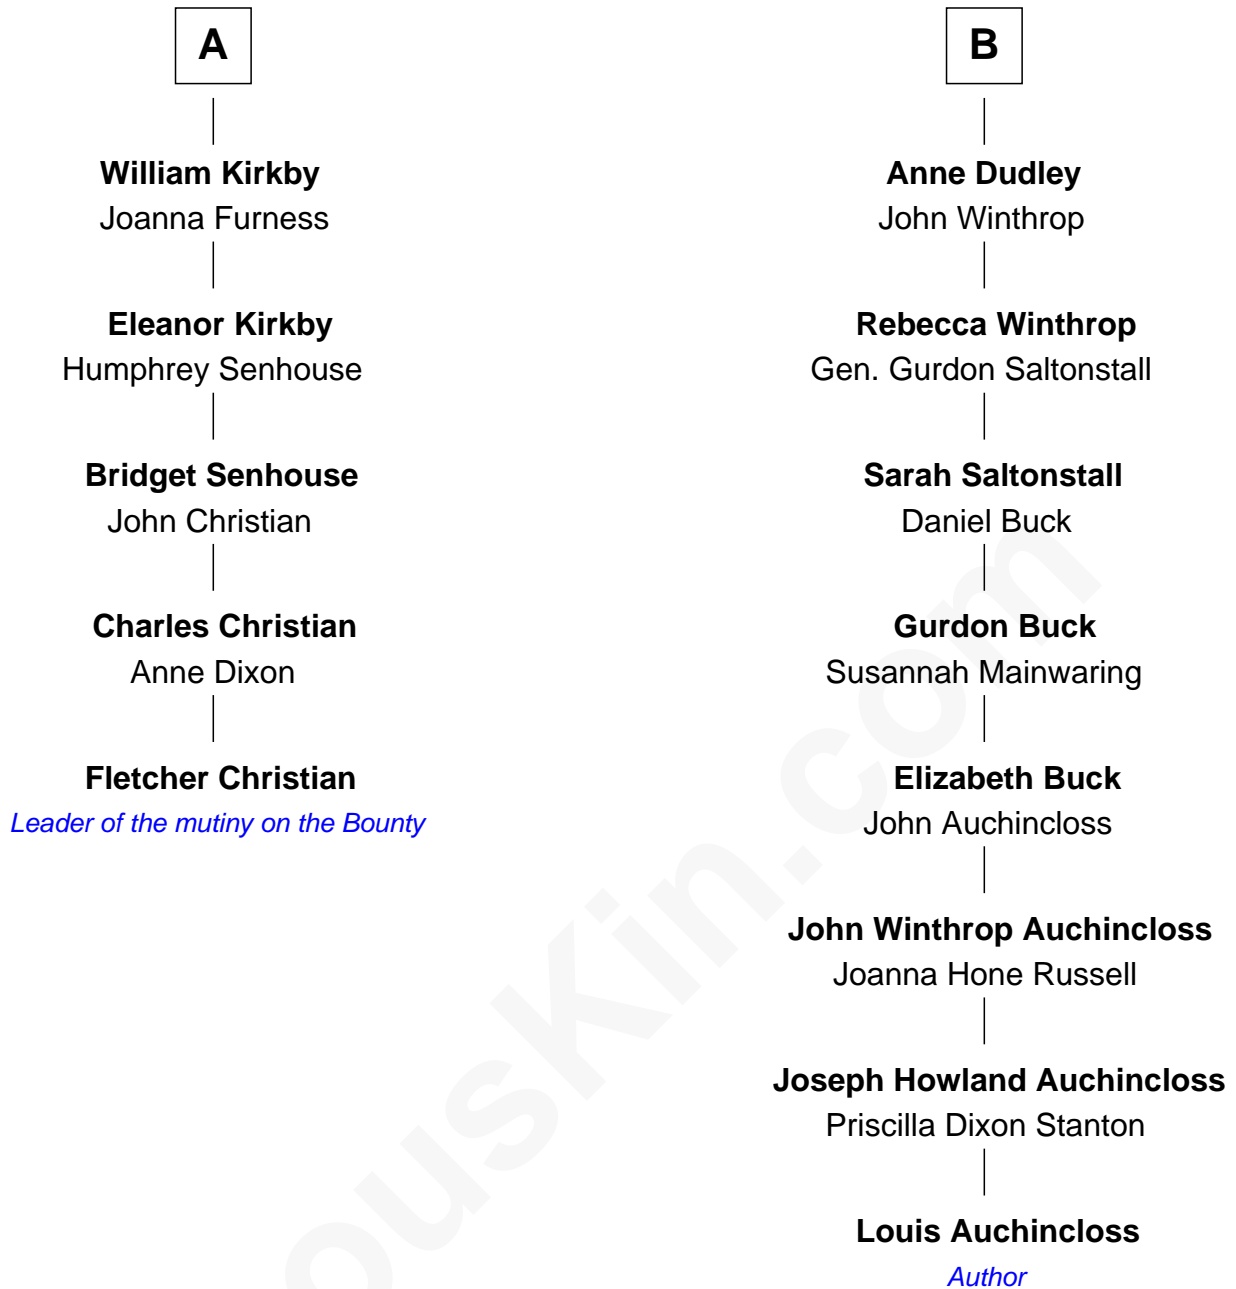 A
William Kirkby
Joanna Furness
Eleanor Kirkby
Humphrey Senhouse
Bridget Senhouse
John Christian
Charles Christian
Anne Dixon
Fletcher Christian
Leader of the mutiny on the Bounty
B
Anne Dudley
John Winthrop
Rebecca Winthrop
Gen. Gurdon Saltonstall
Sarah Saltonstall
Daniel Buck
Gurdon Buck
Susannah Mainwaring
Elizabeth Buck
John Auchincloss
John Winthrop Auchincloss
Joanna Hone Russell
Joseph Howland Auchincloss
Priscilla Dixon Stanton
Louis Auchincloss
Author
ousKin.com